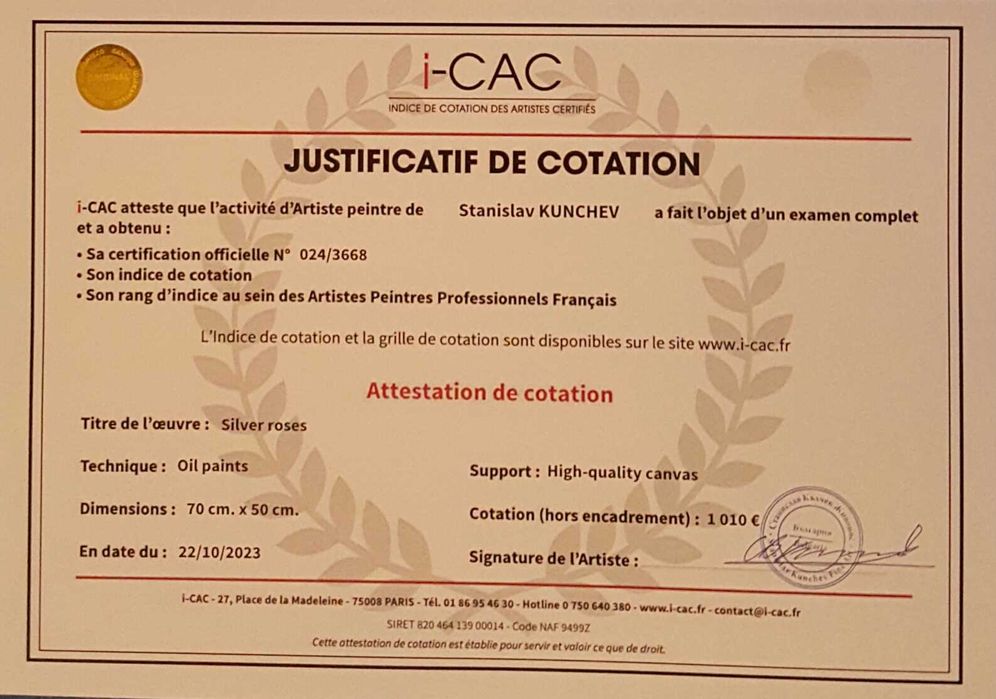 i-CAC
INDICE DE COTATION DES ARTISTES CERTIFIÉS
ORIGINAL
JUSTIFICATIF DE COTATION
i-CAC atteste que l'activité d'Artiste peintre de Stanislav KUNCHEV a fait l'objet d'un examen complet
et a obtenu :
• Sa certification officielle N° 024/3668
• Son indice de cotation
• Son rang d'indice au sein des Artistes Peintres Professionnels Français
L'Indice de cotation et la grille de cotation sont disponibles sur le site www.i-cac.fr
Attestation de cotation
Titre de l'œuvre : Silver roses
Technique : Oil paints
Support : High-quality canvas
Dimensions : 70 cm. x 50 cm.
Cotation (hors encadrement) : 1 010 €
En date du : 22/10/2023
Signature de l'Artiste :
България
i-CAC - 27, Place de la Madeleine - 75008 PARIS - Tél. 01 86 95 46 30 - Hotline 0 750 640 380 - www.i-cac.fr - contact@i-cac.fr
SIRET 820 464 139 00014 - Code NAF 9499Z
Cette attestation de cotation est établie pour servir et valoir ce que de droit.